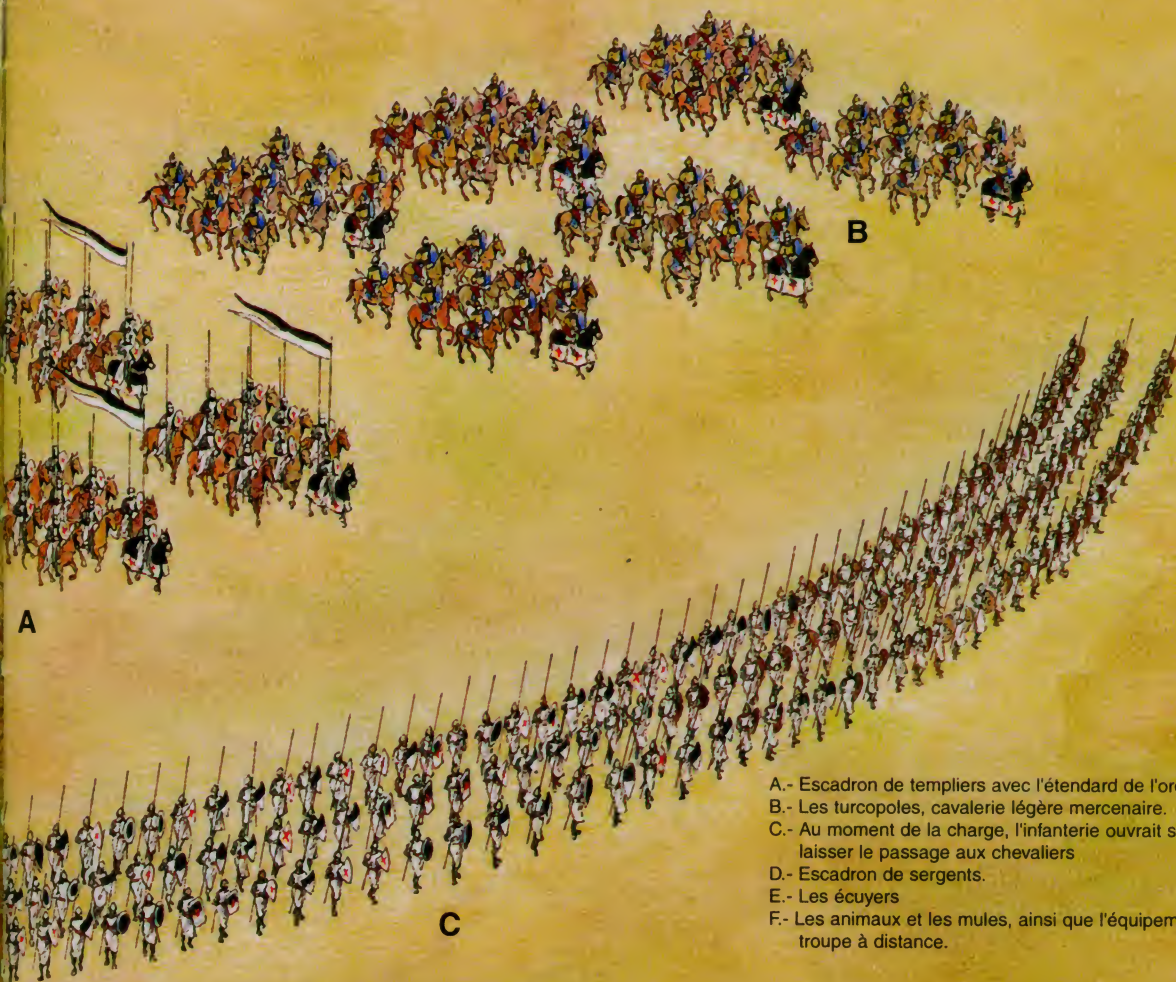 A
B
C
A.- Escadron de templiers avec l'étendard de l'or
B.- Les turcopoles, cavalerie légère mercenaire.
C.- Au moment de la charge, l'infanterie ouvrait s
laisser le passage aux chevaliers
D.- Escadron de sergents.
E.- Les écuyers
F.- Les animaux et les mules, ainsi que l'équipem
troupe à distance.